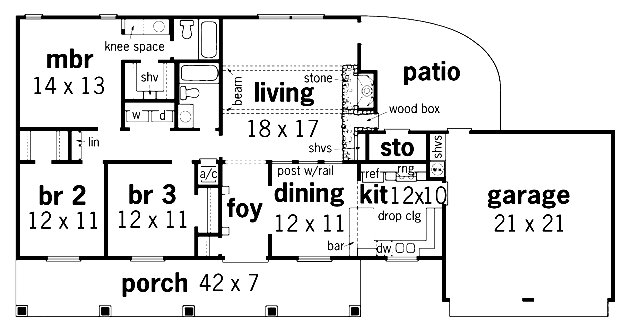 mbr
14 x 13
knee space
shv
w d
lin
beam
living
18 x 17
stone
shvs
wood box
patio
sto
shvs
br 2
12 x 11
br 3
12 x 11
a/c
foy
post w/rail
dining
12 x 11
bar
ref
rng
kit 12x10
drop clg
dw
garage
21 x 21
porch 42 x 7